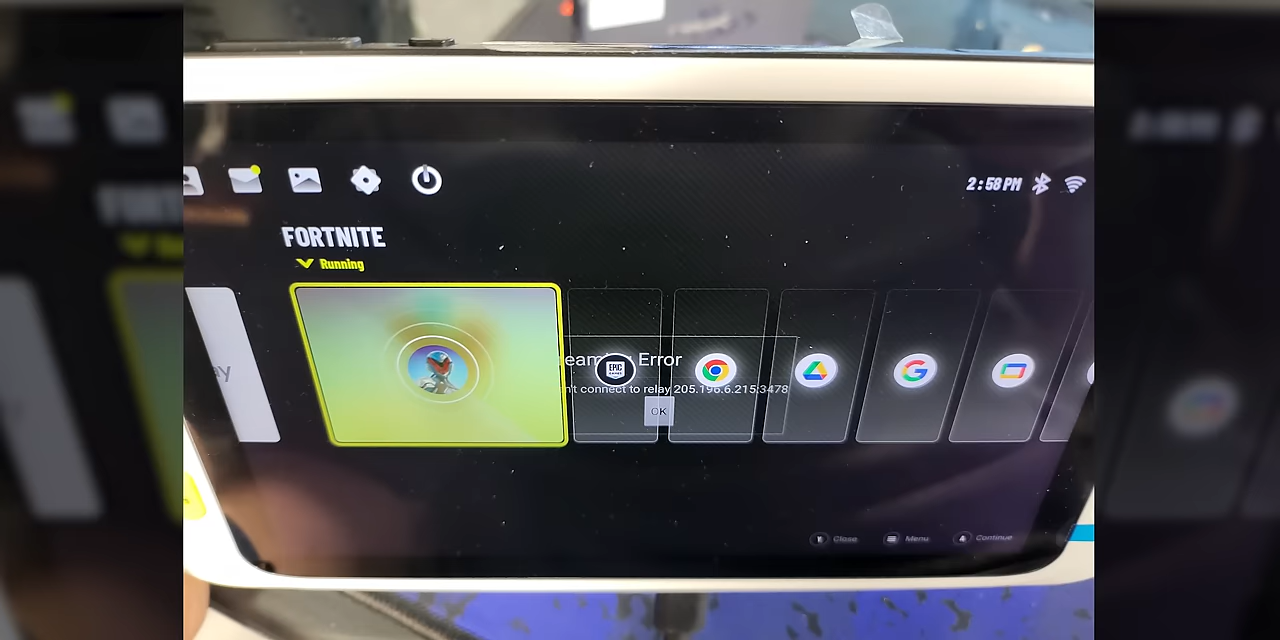 2:58 PM
FORTNITE
Running
Error
EPIC GAMES
connect to relay 205.196.6.215:3478
OK
Close
Menu
Continue